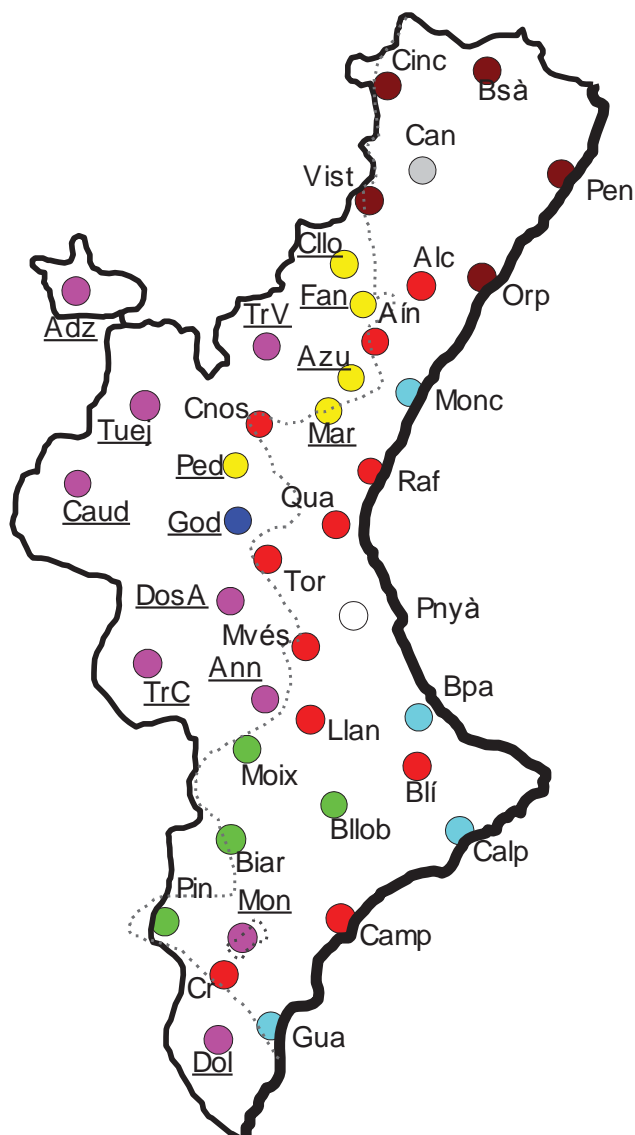 Cinc
Bsà
Can
Vist
Pen
Cllo
Alc
Fan
Orp
Adz
TrV
Aín
Azu
Monc
Tuej
Cnos
Mar
Ped
Raf
Caud
Qua
God
Tor
DosA
Pnyà
Mvés
TrC
Ann
Bpa
Llan
Moix
Blí
Bllob
Biar
Calp
Pin
Mon
Camp
Cr
Gua
Dol